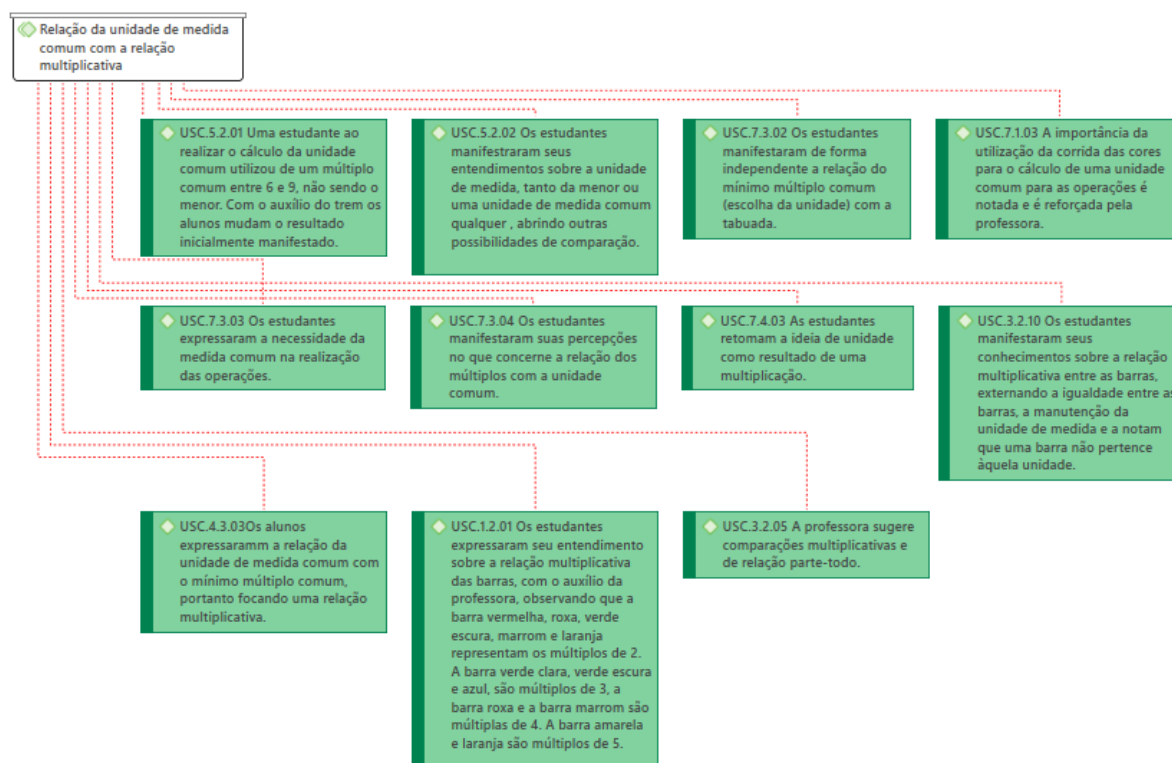 Relação da unidade de medida
comum com a relação
multiplicativa
USC.5.2.01 Uma estudante ao
realizar o cálculo da unidade
comum utilizou de um múltiplo
comum entre 6 e 9, não sendo o
menor. Com o auxílio do trem os
alunos mudam o resultado
inicialmente manifestado.
USC.5.2.02 Os estudantes
manifestraram seus
entendimentos sobre a unidade
de medida, tanto da menor ou
uma unidade de medida comum
qualquer , abrindo outras
possibilidades de comparação.
USC.7.3.02 Os estudantes
manifestaram de forma
independente a relação do
mínimo múltiplo comum
(escolha da unidade) com a
tabuada.
USC.7.1.03 A importância da
utilização da corrida das cores
para o cálculo de uma unidade
comum para as operações é
notada e é reforçada pela
professora.
USC.7.3.03 Os estudantes
expressaram a necessidade da
medida comum na realização
das operações.
USC.7.3.04 Os estudantes
manifestaram suas percepções
no que concerne a relação dos
múltiplos com a unidade
comum.
USC.7.4.03 As estudantes
retomam a ideia de unidade
como resultado de uma
multiplicação.
USC.3.2.10 Os estudantes
manifestaram seus
conhecimentos sobre a relação
multiplicativa entre as barras,
externando a igualdade entre as
barras, a manutenção da
unidade de medida e a notam
que uma barra não pertence
àquela unidade.
USC.4.3.03Os alunos
expressaramm a relação da
unidade de medida comum com
o mínimo múltiplo comum,
portanto focando uma relação
multiplicativa.
USC.1.2.01 Os estudantes
expressaram seu entendimento
sobre a relação multiplicativa
das barras, com o auxílio da
professora, observando que a
barra vermelha, roxa, verde
escura, marrom e laranja
representam os múltiplos de 2.
A barra verde clara, verde escura
e azul, são múltiplos de 3, a
barra roxa e a barra marrom são
múltiplas de 4. A barra amarela
e laranja são múltiplos de 5.
USC.3.2.05 A professora sugere
comparações multiplicativas e
de relação parte-todo.